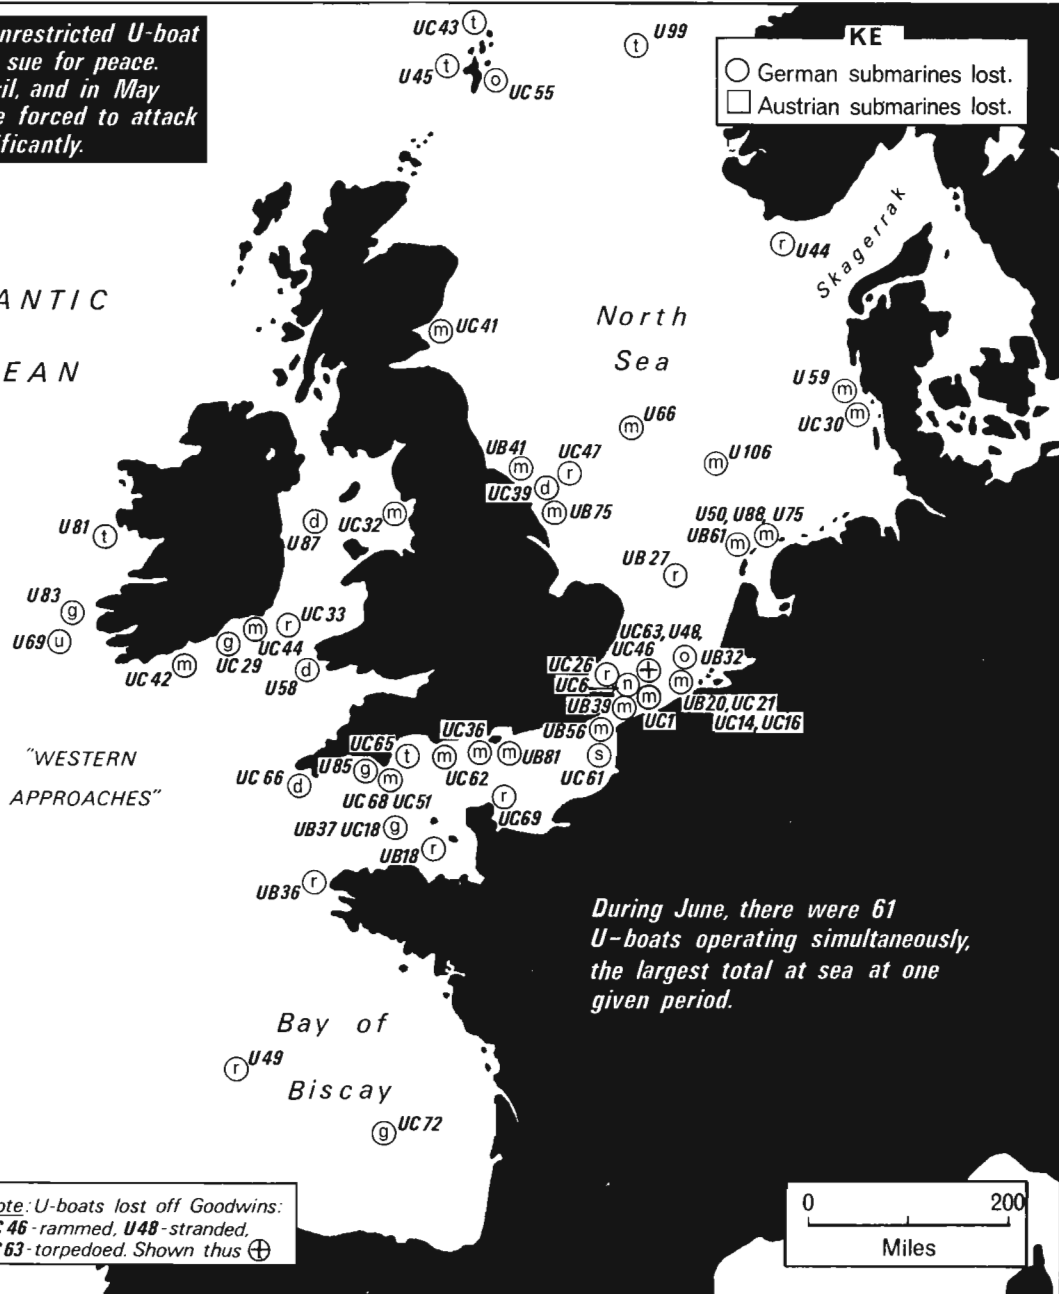 nrestricted U-boat
sue for peace.
ril, and in May
e forced to attack
ificantly.
UC43 t
t U99
U45 t
o UC55
KE
German submarines lost.
Austrian submarines lost.
Skagerrak
r U44
ANTIC
EAN
North
Sea
m UC41
U59 m
UC30 m
m U66
m U106
UB41 m
UC47 r
UC39 d
m UB75
U50, U88, U75
UB61 m m
U81 t
d U87
UC32 m
UB27 r
U83 g
U69 u
r UC33
m UC44
g UC29
UC42 m
U58 d
UC63, U48,
UC46
o UB32
UC26 r
UC6 n
UB39 m
m UC1
m UB20, UC21
UC14, UC16
UB56 m
s UC61
"WESTERN
APPROACHES"
UC65 t
UC36 m
m UC62
m UB81
U85 g
m UC68 UC51
UC66 d
r UC69
UB37 UC18 g
UB18 r
UB36 r
During June, there were 61
U-boats operating simultaneously,
the largest total at sea at one
given period.
Bay of
Biscay
r U49
g UC72
ote: U-boats lost off Goodwins:
C46-rammed, U48-stranded,
C63-torpedoed. Shown thus
0 200
Miles